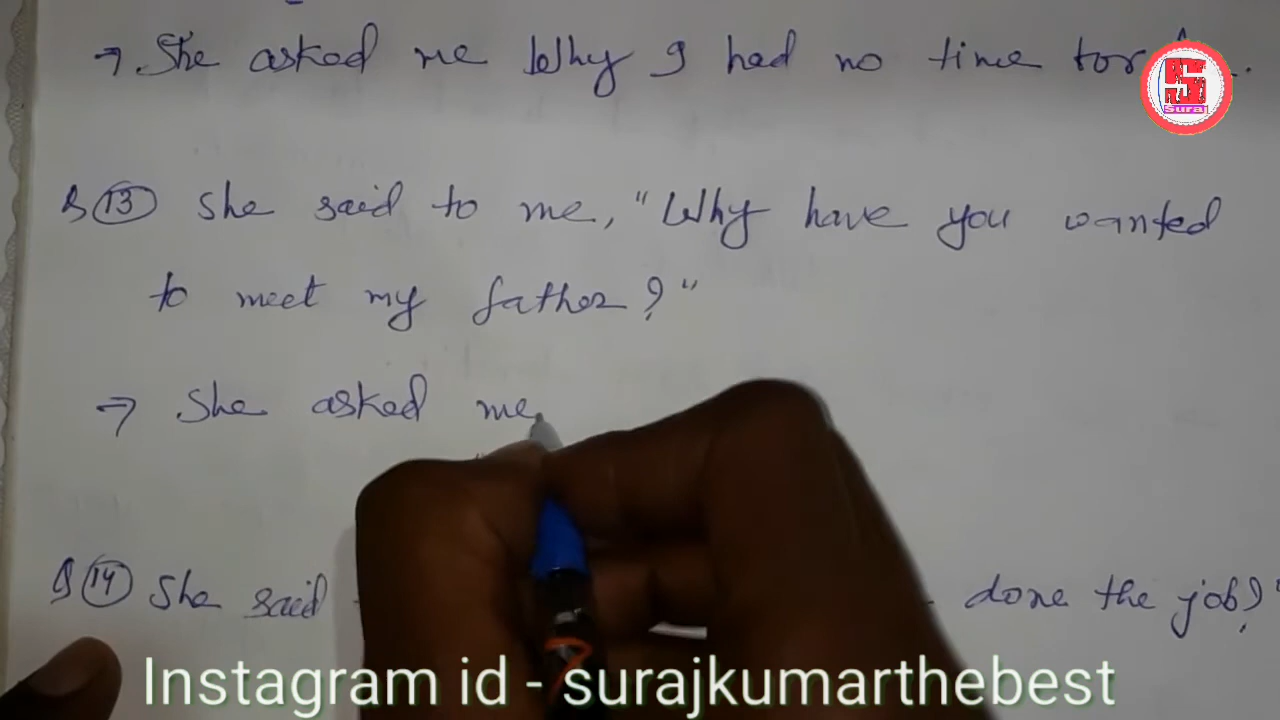 → She asked me Why I had no time for
Suraj
Q 13 She said to me, "Why have you wanted
to meet my father?"
→ She asked me
Q 14 She said done the job?"
Instagram id - surajkumarthebest